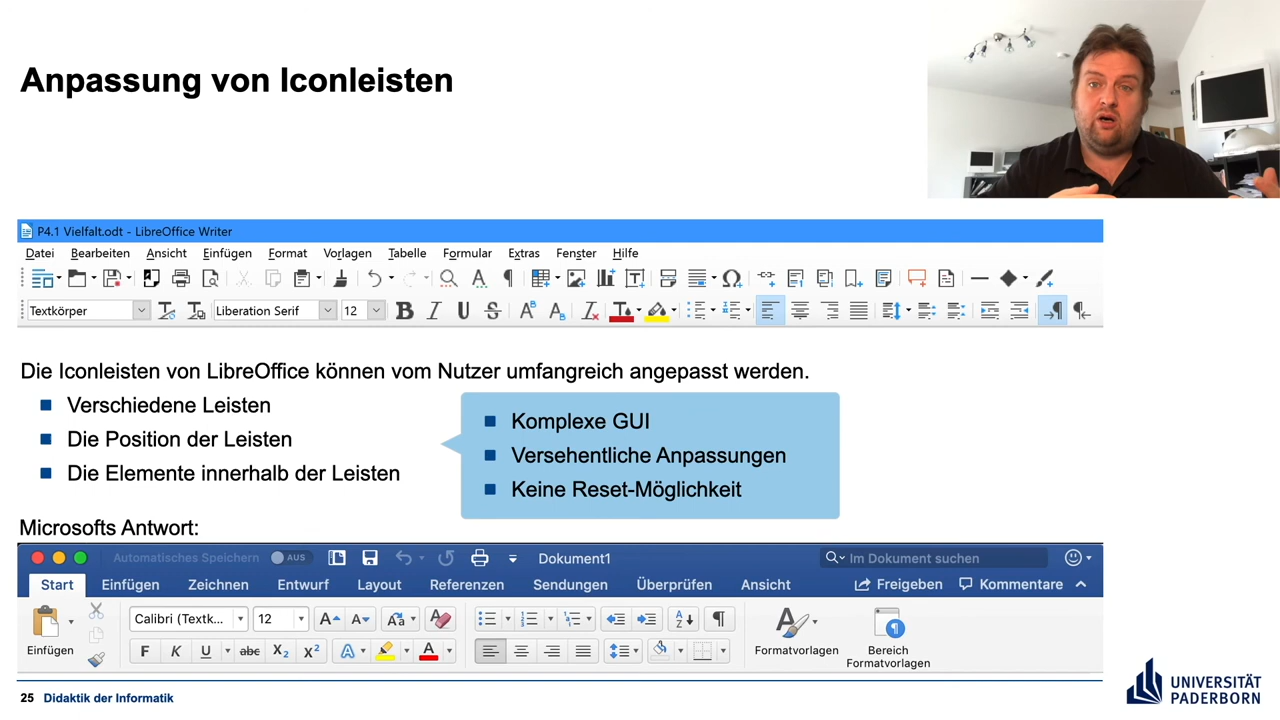 Anpassung von Iconleisten
P4.1 Vielfalt.odt - LibreOffice Writer
Datei Bearbeiten Ansicht Einfügen Format Vorlagen Tabelle Formular Extras Fenster Hilfe
Textkörper Liberation Serif 12
Die Iconleisten von LibreOffice können vom Nutzer umfangreich angepasst werden.
Verschiedene Leisten
Die Position der Leisten
Die Elemente innerhalb der Leisten
Komplexe GUI
Versehentliche Anpassungen
Keine Reset-Möglichkeit
Microsofts Antwort:
Automatisches Speichern AUS Dokument1 Im Dokument suchen
Start Einfügen Zeichnen Entwurf Layout Referenzen Sendungen Überprüfen Ansicht Freigeben Kommentare
Calibri (Textk... 12
Einfügen F K U abc X₂ X² A A Formatvorlagen Bereich
Formatvorlagen
25 Didaktik der Informatik
UNIVERSITÄT
PADERBORN